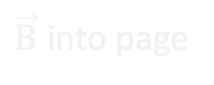 B⃗ into page